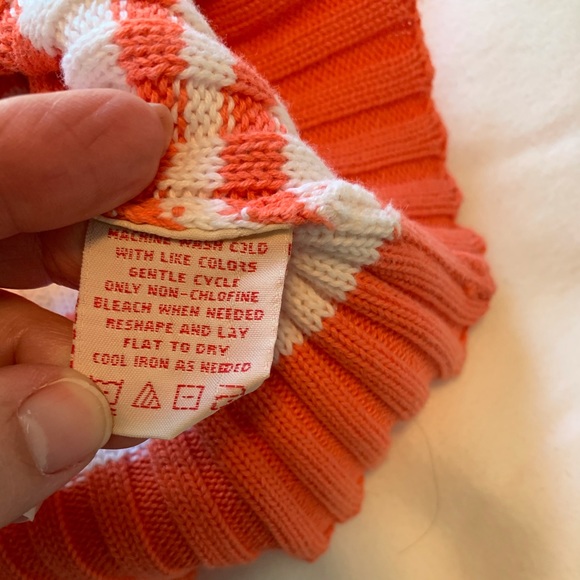 MACHINE WASH COLD
WITH LIKE COLORS
GENTLE CYCLE
ONLY NON-CHLOFINE
BLEACH WHEN NEEDED
RESHAPE AND LAY
FLAT TO DRY
COOL IRON AS NEEDED